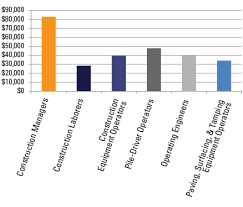 $90,000
$80,000
$70,000
$60,000
$50,000
$40,000
$30,000
$20,000
$10,000
$0
Construction Managers
Construction Laborers
Construction
Equipment Operators
Pile-Driver Operators
Operating Engineers
Paving, Surfacing, & Tamping
Equipment Operators